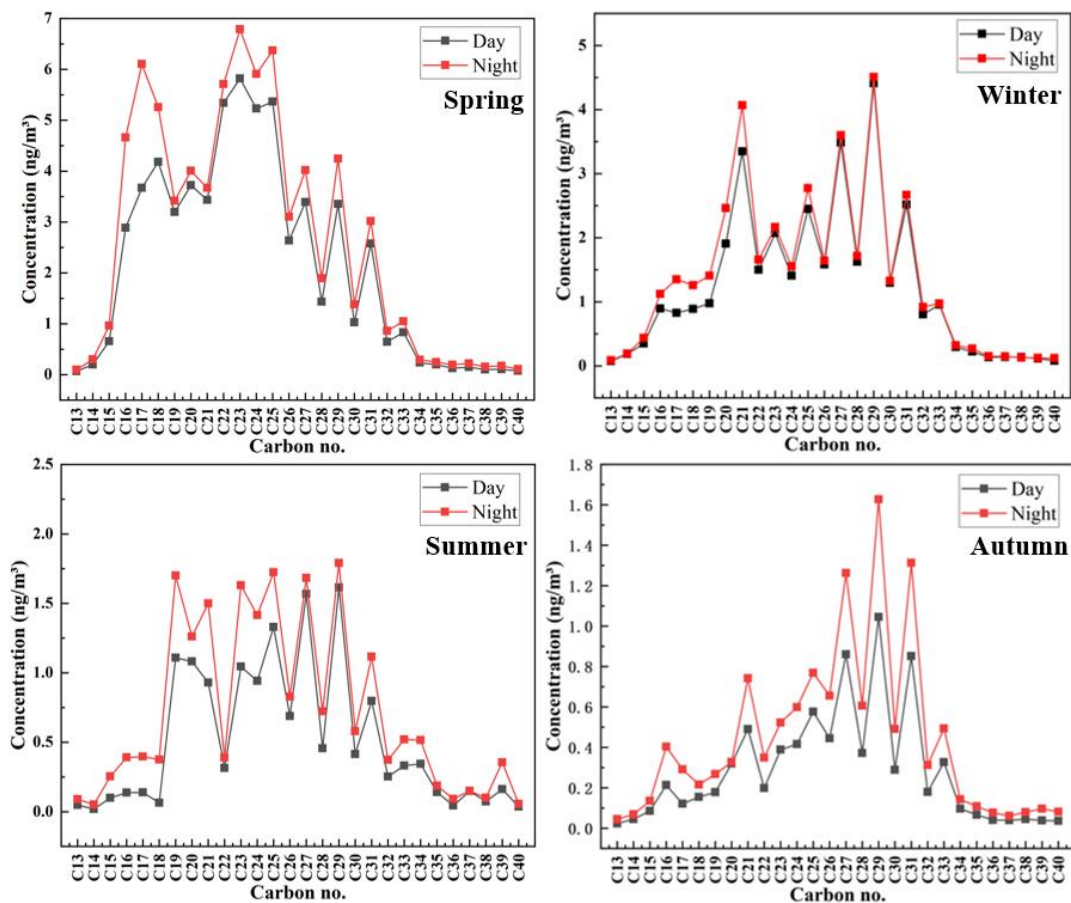 7
6
5
4
3
2
1
0
Concentration (ng/m³)
Day
Night
Spring
C13 C14 C15 C16 C17 C18 C19 C20 C21 C22 C23 C24 C25 C26 C27 C28 C29 C30 C31 C32 C33 C34 C35 C36 C37 C38 C39 C40
Carbon no.
5
4
3
2
1
0
Concentration (ng/m³)
Day
Night
Winter
C13 C14 C15 C16 C17 C18 C19 C20 C21 C22 C23 C24 C25 C26 C27 C28 C29 C30 C31 C32 C33 C34 C35 C36 C37 C38 C39 C40
Carbon no.
2.5
2.0
1.5
1.0
0.5
0.0
Concentration (ng/m³)
Day
Night
Summer
C13 C14 C15 C16 C17 C18 C19 C20 C21 C22 C23 C24 C25 C26 C27 C28 C29 C30 C31 C32 C33 C34 C35 C36 C37 C38 C39 C40
Carbon no.
1.8
1.6
1.4
1.2
1.0
0.8
0.6
0.4
0.2
0.0
Concentration (ng/m³)
Day
Night
Autumn
C13 C14 C15 C16 C17 C18 C19 C20 C21 C22 C23 C24 C25 C26 C27 C28 C29 C30 C31 C32 C33 C34 C35 C36 C37 C38 C39 C40
Carbon no.